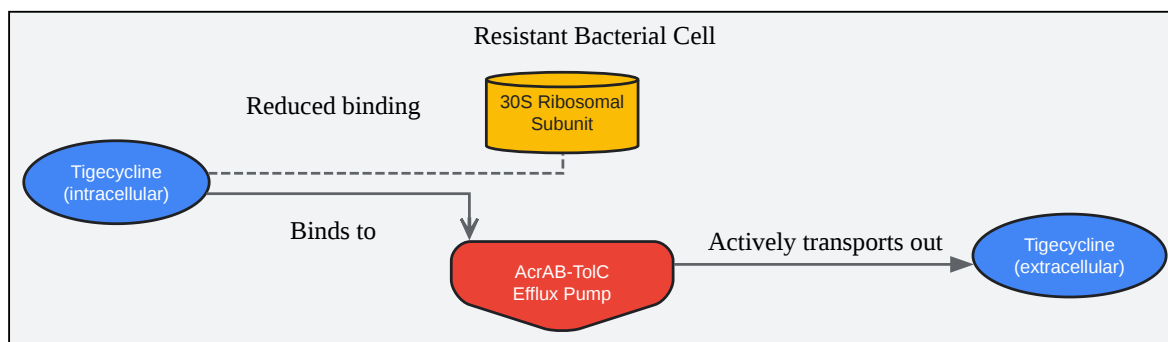 Resistant Bacterial Cell
Reduced binding
30S Ribosomal
Subunit
Tigecycline
(intracellular)
Binds to
AcrAB-TolC
Efflux Pump
Actively transports out
Tigecycline
(extracellular)